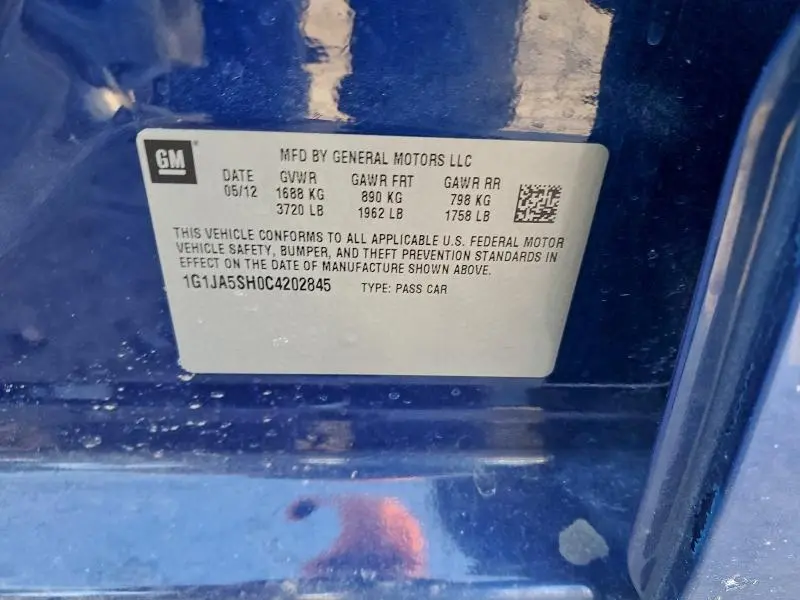 GM
MFD BY GENERAL MOTORS LLC
DATE GVWR GAWR FRT GAWR RR
05/12 1688 KG 890 KG 798 KG
3720 LB 1962 LB 1758 LB
THIS VEHICLE CONFORMS TO ALL APPLICABLE U.S. FEDERAL MOTOR
VEHICLE SAFETY, BUMPER, AND THEFT PREVENTION STANDARDS IN
EFFECT ON THE DATE OF MANUFACTURE SHOWN ABOVE.
1G1JA5SH0C4202845 TYPE: PASS CAR